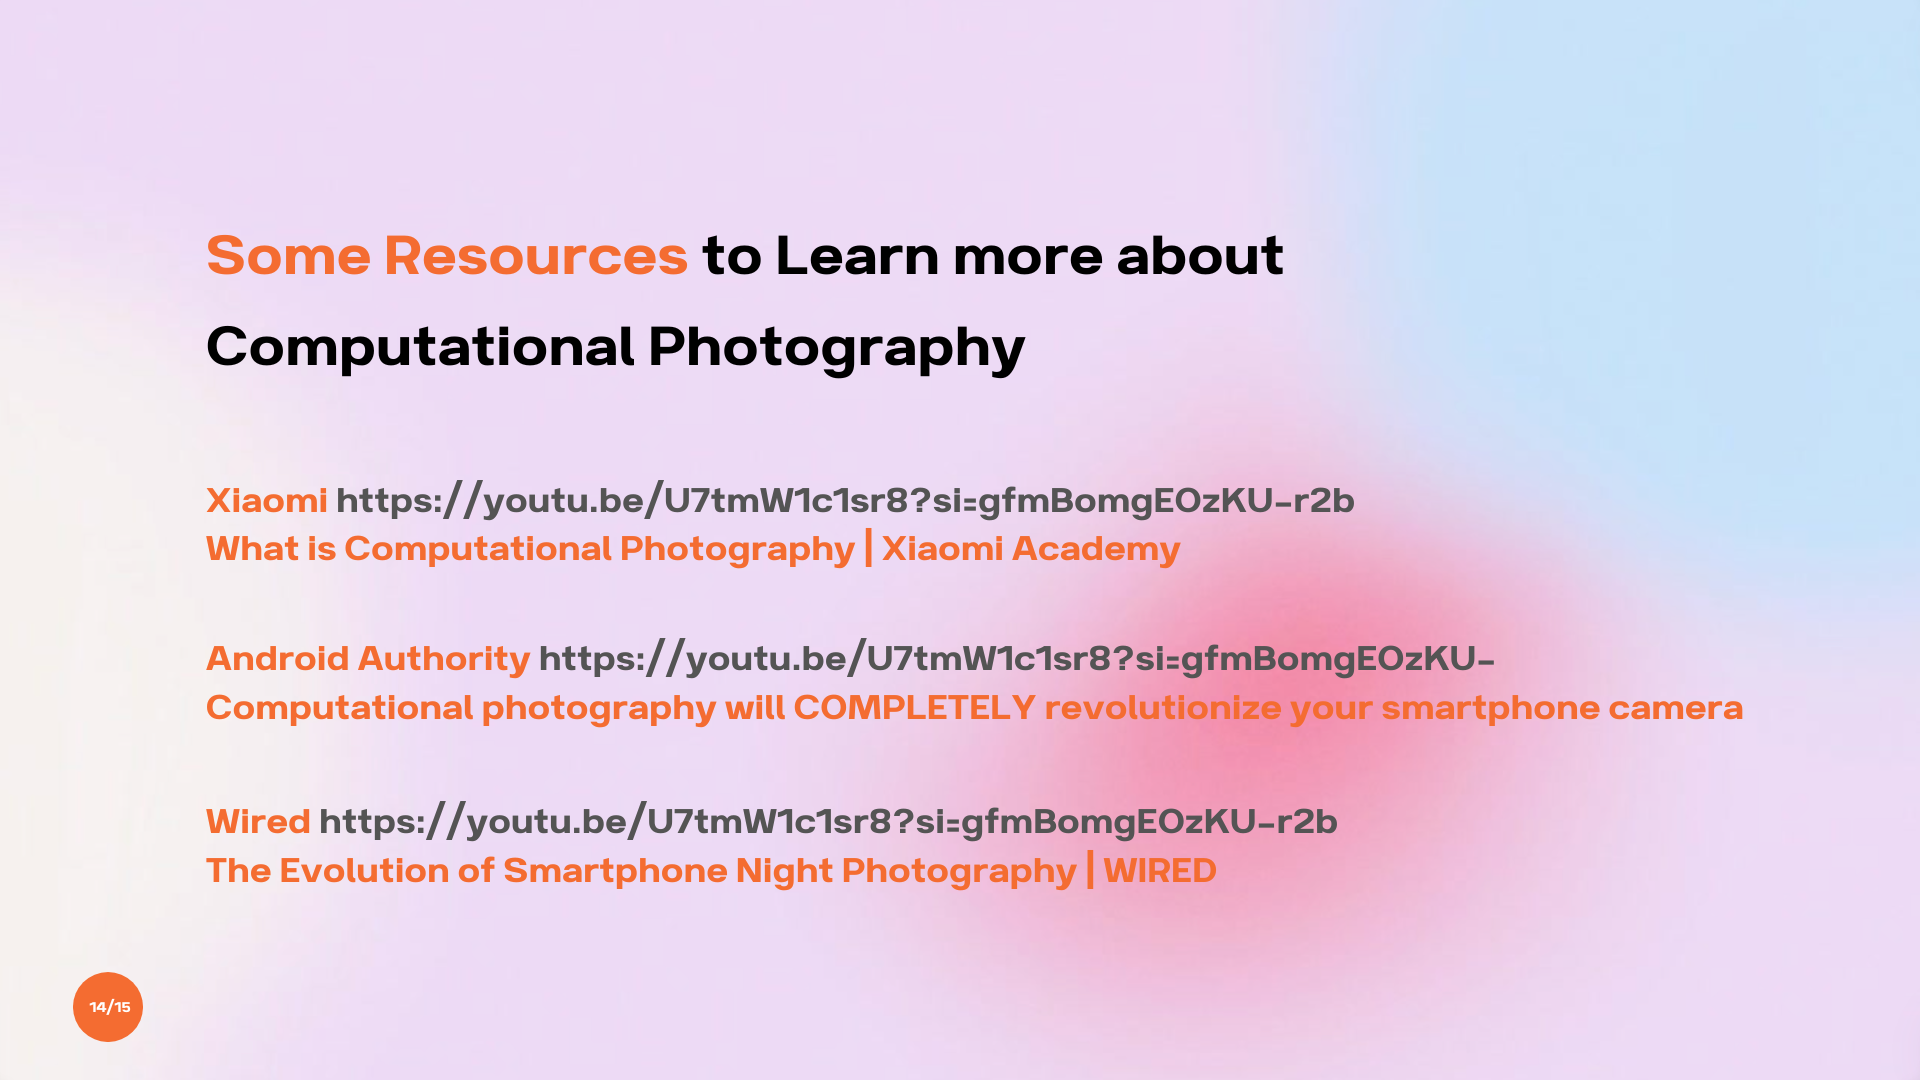 Some Resources to Learn more about
Computational Photography
Xiaomi https://youtu.be/U7tmW1c1sr8?si=gfmBomgEOzKU-r2b
What is Computational Photography | Xiaomi Academy
Android Authority https://youtu.be/U7tmW1c1sr8?si=gfmBomgEOzKU-
Computational photography will COMPLETELY revolutionize your smartphone camera
Wired https://youtu.be/U7tmW1c1sr8?si=gfmBomgEOzKU-r2b
The Evolution of Smartphone Night Photography | WIRED
14/15